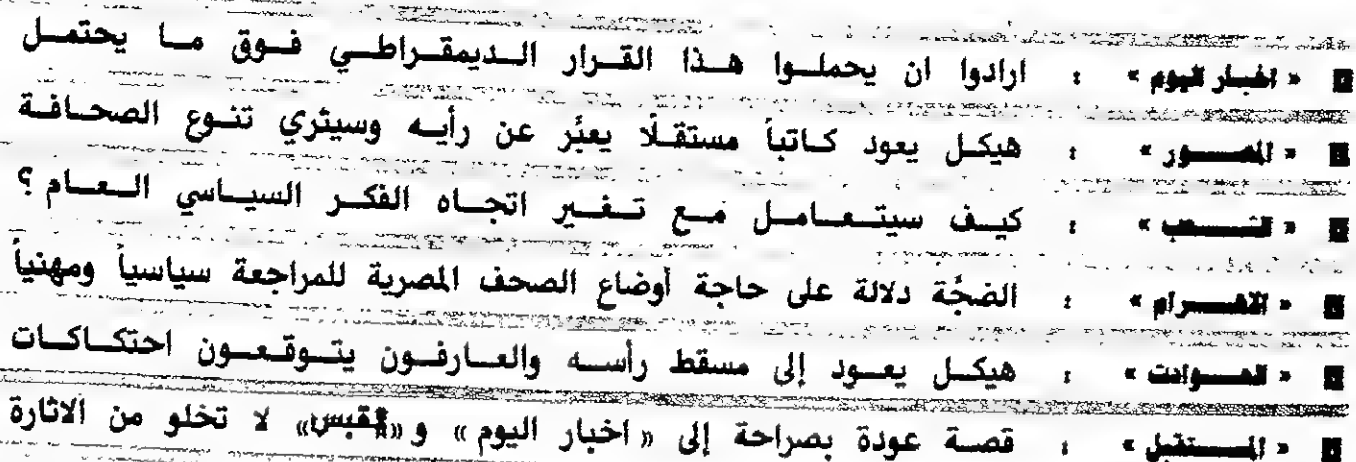 « اخبار اليوم » : ارادوا ان يحملوا هذا القرار الديمقراطي فوق ما يحتمل
« المصور » : هيكل يعود كاتباً مستقلًا يعبِّر عن رأيه وسيثري تنوع الصحافة
« الشعب » : كيف سيتعامل مع تغير اتجاه الفكر السياسي العام ؟
« الاهرام » : الضجَّة دلالة على حاجة أوضاع الصحف المصرية للمراجعة سياسياً ومهنياً
« الحوادث » : هيكل يعود إلى مسقط رأسه والعارفون يتوقعون احتكاكات
« المستقبل » : قصة عودة بصراحة إلى « اخبار اليوم » و «القبس» لا تخلو من الاثارة